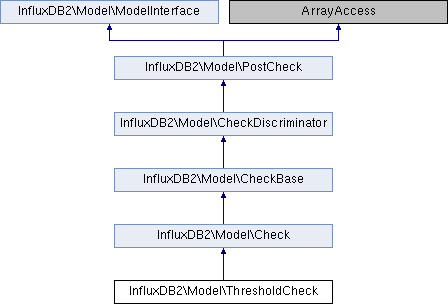 InfluxDB2\Model\ModelInterface
ArrayAccess
InfluxDB2\Model\PostCheck
InfluxDB2\Model\CheckDiscriminator
InfluxDB2\Model\CheckBase
InfluxDB2\Model\Check
InfluxDB2\Model\ThresholdCheck